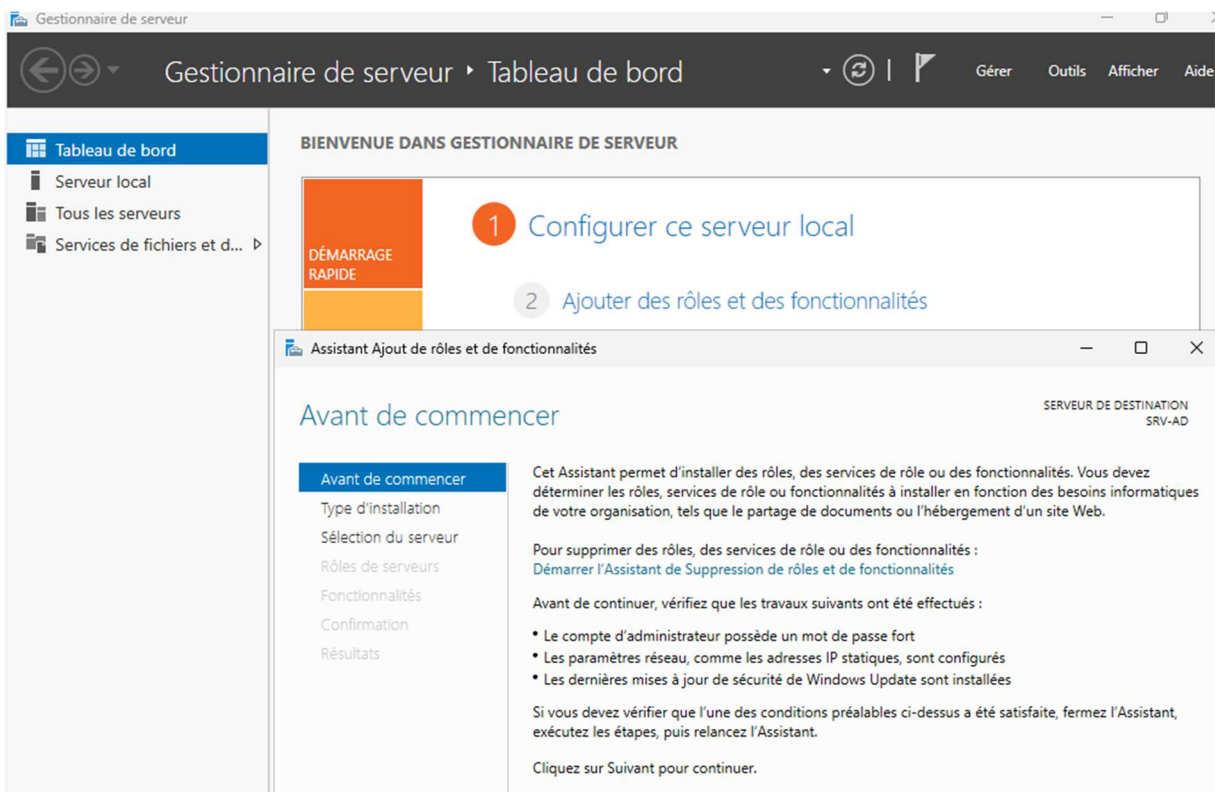 Gestionnaire de serveur
Gestionnaire de serveur ‣ Tableau de bord
Gérer Outils Afficher Aide
Tableau de bord
Serveur local
Tous les serveurs
Services de fichiers et d...
BIENVENUE DANS GESTIONNAIRE DE SERVEUR
DÉMARRAGE
RAPIDE
1 Configurer ce serveur local
2 Ajouter des rôles et des fonctionnalités
Assistant Ajout de rôles et de fonctionnalités
Avant de commencer
SERVEUR DE DESTINATION
SRV-AD
Avant de commencer
Type d'installation
Sélection du serveur
Rôles de serveurs
Fonctionnalités
Confirmation
Résultats
Cet Assistant permet d'installer des rôles, des services de rôle ou des fonctionnalités. Vous devez
déterminer les rôles, services de rôle ou fonctionnalités à installer en fonction des besoins informatiques
de votre organisation, tels que le partage de documents ou l'hébergement d'un site Web.
Pour supprimer des rôles, des services de rôle ou des fonctionnalités :
Démarrer l'Assistant de Suppression de rôles et de fonctionnalités
Avant de continuer, vérifiez que les travaux suivants ont été effectués :
• Le compte d'administrateur possède un mot de passe fort
• Les paramètres réseau, comme les adresses IP statiques, sont configurés
• Les dernières mises à jour de sécurité de Windows Update sont installées
Si vous devez vérifier que l'une des conditions préalables ci-dessus a été satisfaite, fermez l'Assistant,
exécutez les étapes, puis relancez l'Assistant.
Cliquez sur Suivant pour continuer.